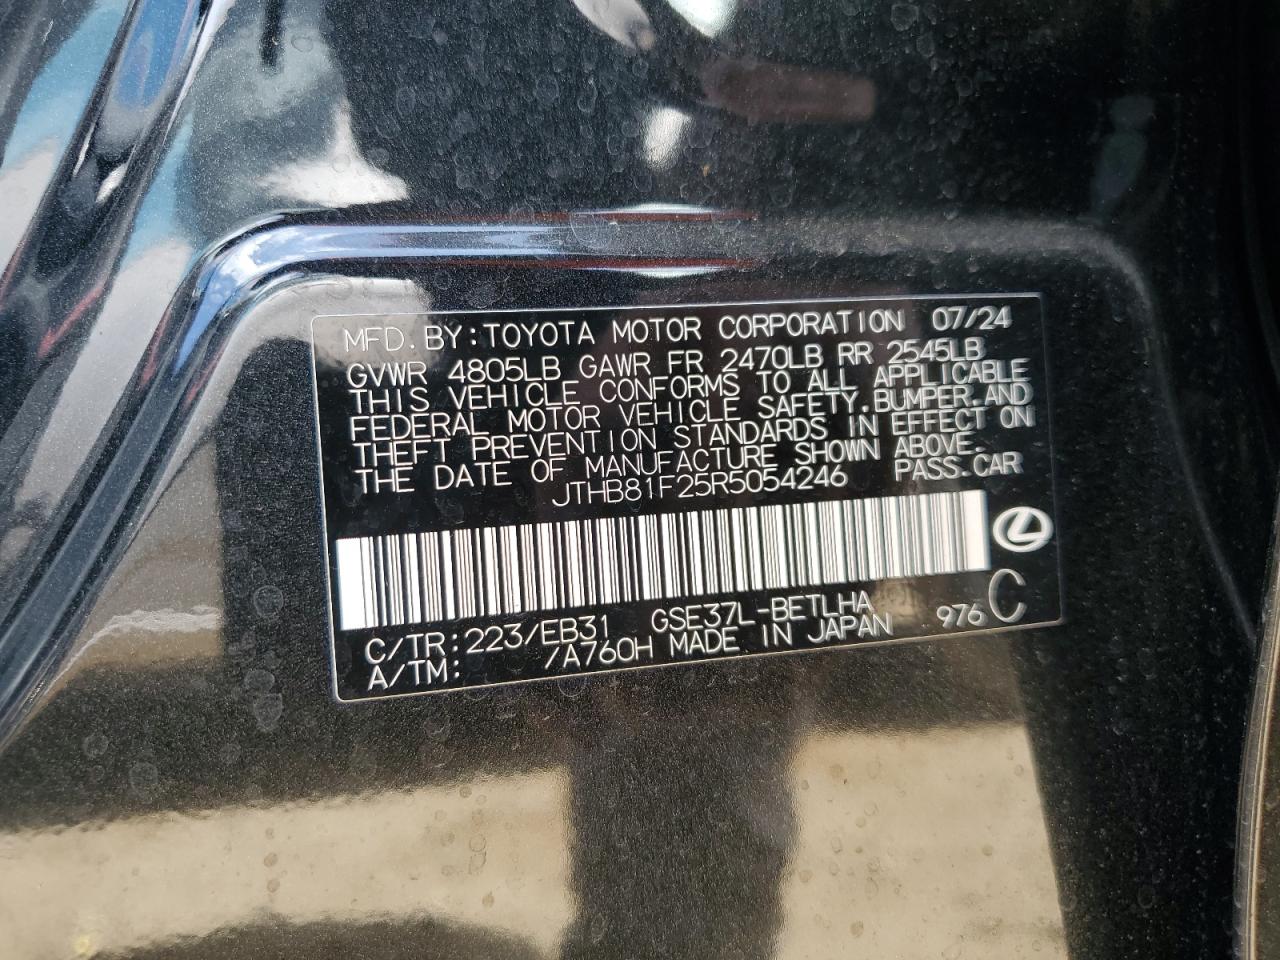 MFD. BY: TOYOTA MOTOR CORPORATION 07/24
GVWR 4805LB GAWR FR 2470LB RR 2545LB
THIS VEHICLE CONFORMS TO ALL APPLICABLE
FEDERAL MOTOR VEHICLE SAFETY, BUMPER, AND
THEFT PREVENTION STANDARDS IN EFFECT ON
THE DATE OF MANUFACTURE SHOWN ABOVE.
JTHB81F25R5054246 PASS. CAR
C/TR: 223/EB31 GSE37L-BETLHA 976 C
A/TM: /A760H MADE IN JAPAN